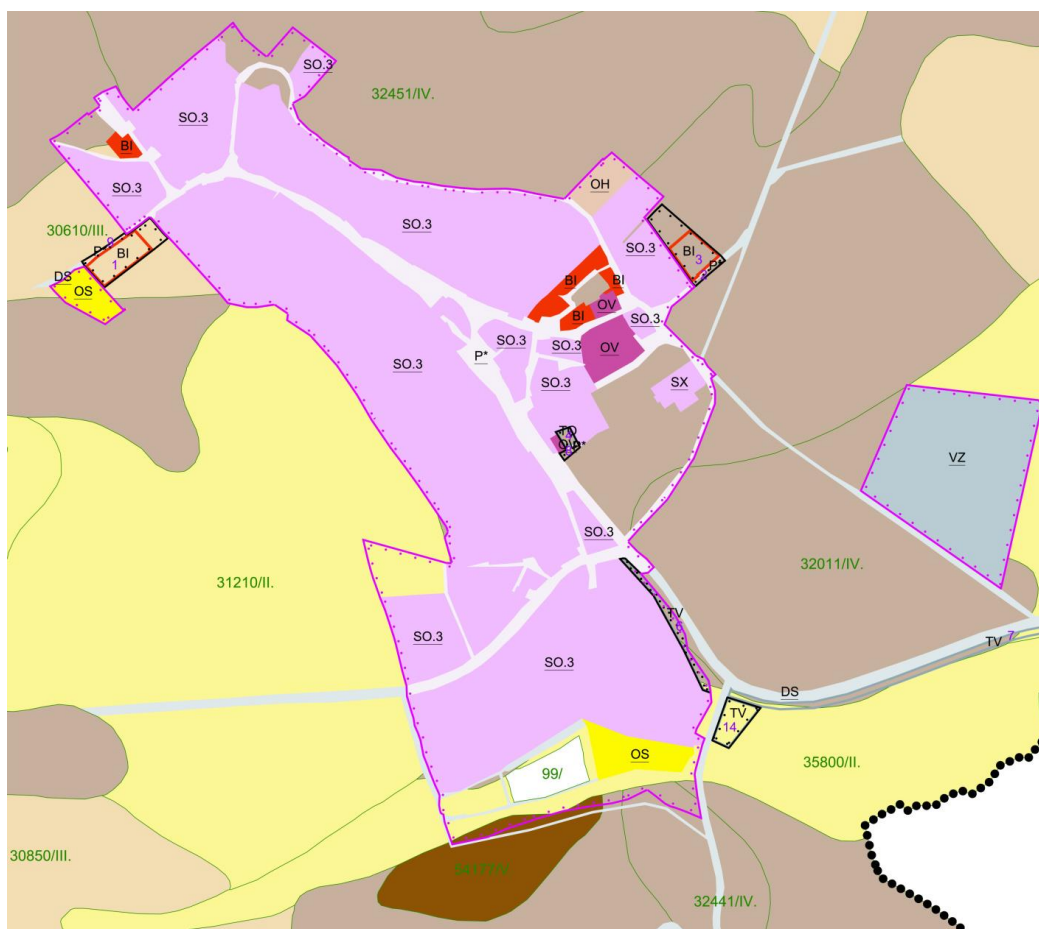 SO.3
32451/IV.
SO.3
BI
OH
SO.3
30610/III.
SO.3
SO.3
BI
1
BI
3
DS
OS
BI
BI
OV
BI
SO.3
SO.3
SO.3
OV
P*
SO.3
SO.3
SX
VZ
SO.3
31210/II.
32011/IV.
TV
7
TV
SO.3
SO.3
DS
TV
14
OS
35800/II.
99/
30850/III.
32441/IV.